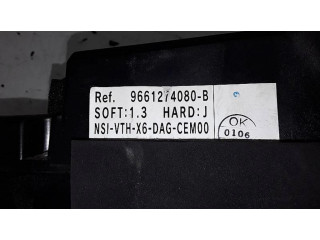 Ref. 9661274080-B
SOFT:1.3 HARD:J
NSI-VTH-X6-DAG-CEM00
OK
0106